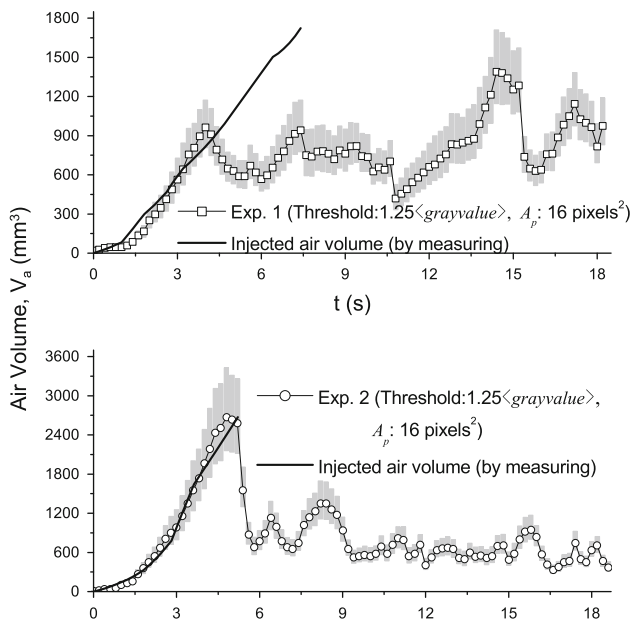 1800
1500
1200
900
600
300
0
Exp. 1 (Threshold:1.25<grayvalue>, Aₚ: 16 pixels²)
Injected air volume (by measuring)
0 3 6 9 12 15 18
t (s)
Air Volume, Vₐ (mm³)
3600
3000
2400
1800
1200
600
0
Exp. 2 (Threshold:1.25<grayvalue>,
Aₚ: 16 pixels²)
Injected air volume (by measuring)
0 3 6 9 12 15 18